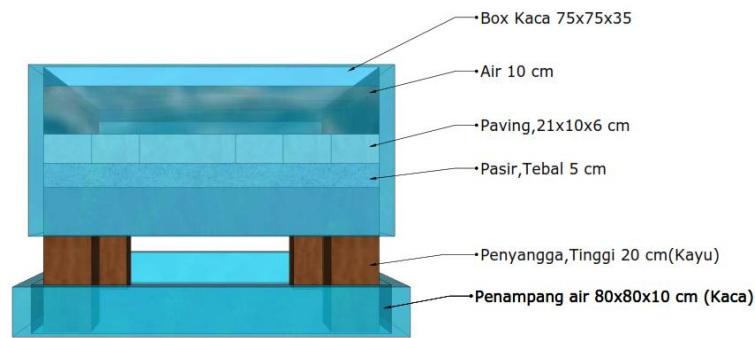 Box Kaca 75x75x35
Air 10 cm
Paving,21x10x6 cm
Pasir,Tebal 5 cm
Penyangga,Tinggi 20 cm(Kayu)
Penampang air 80x80x10 cm (Kaca)